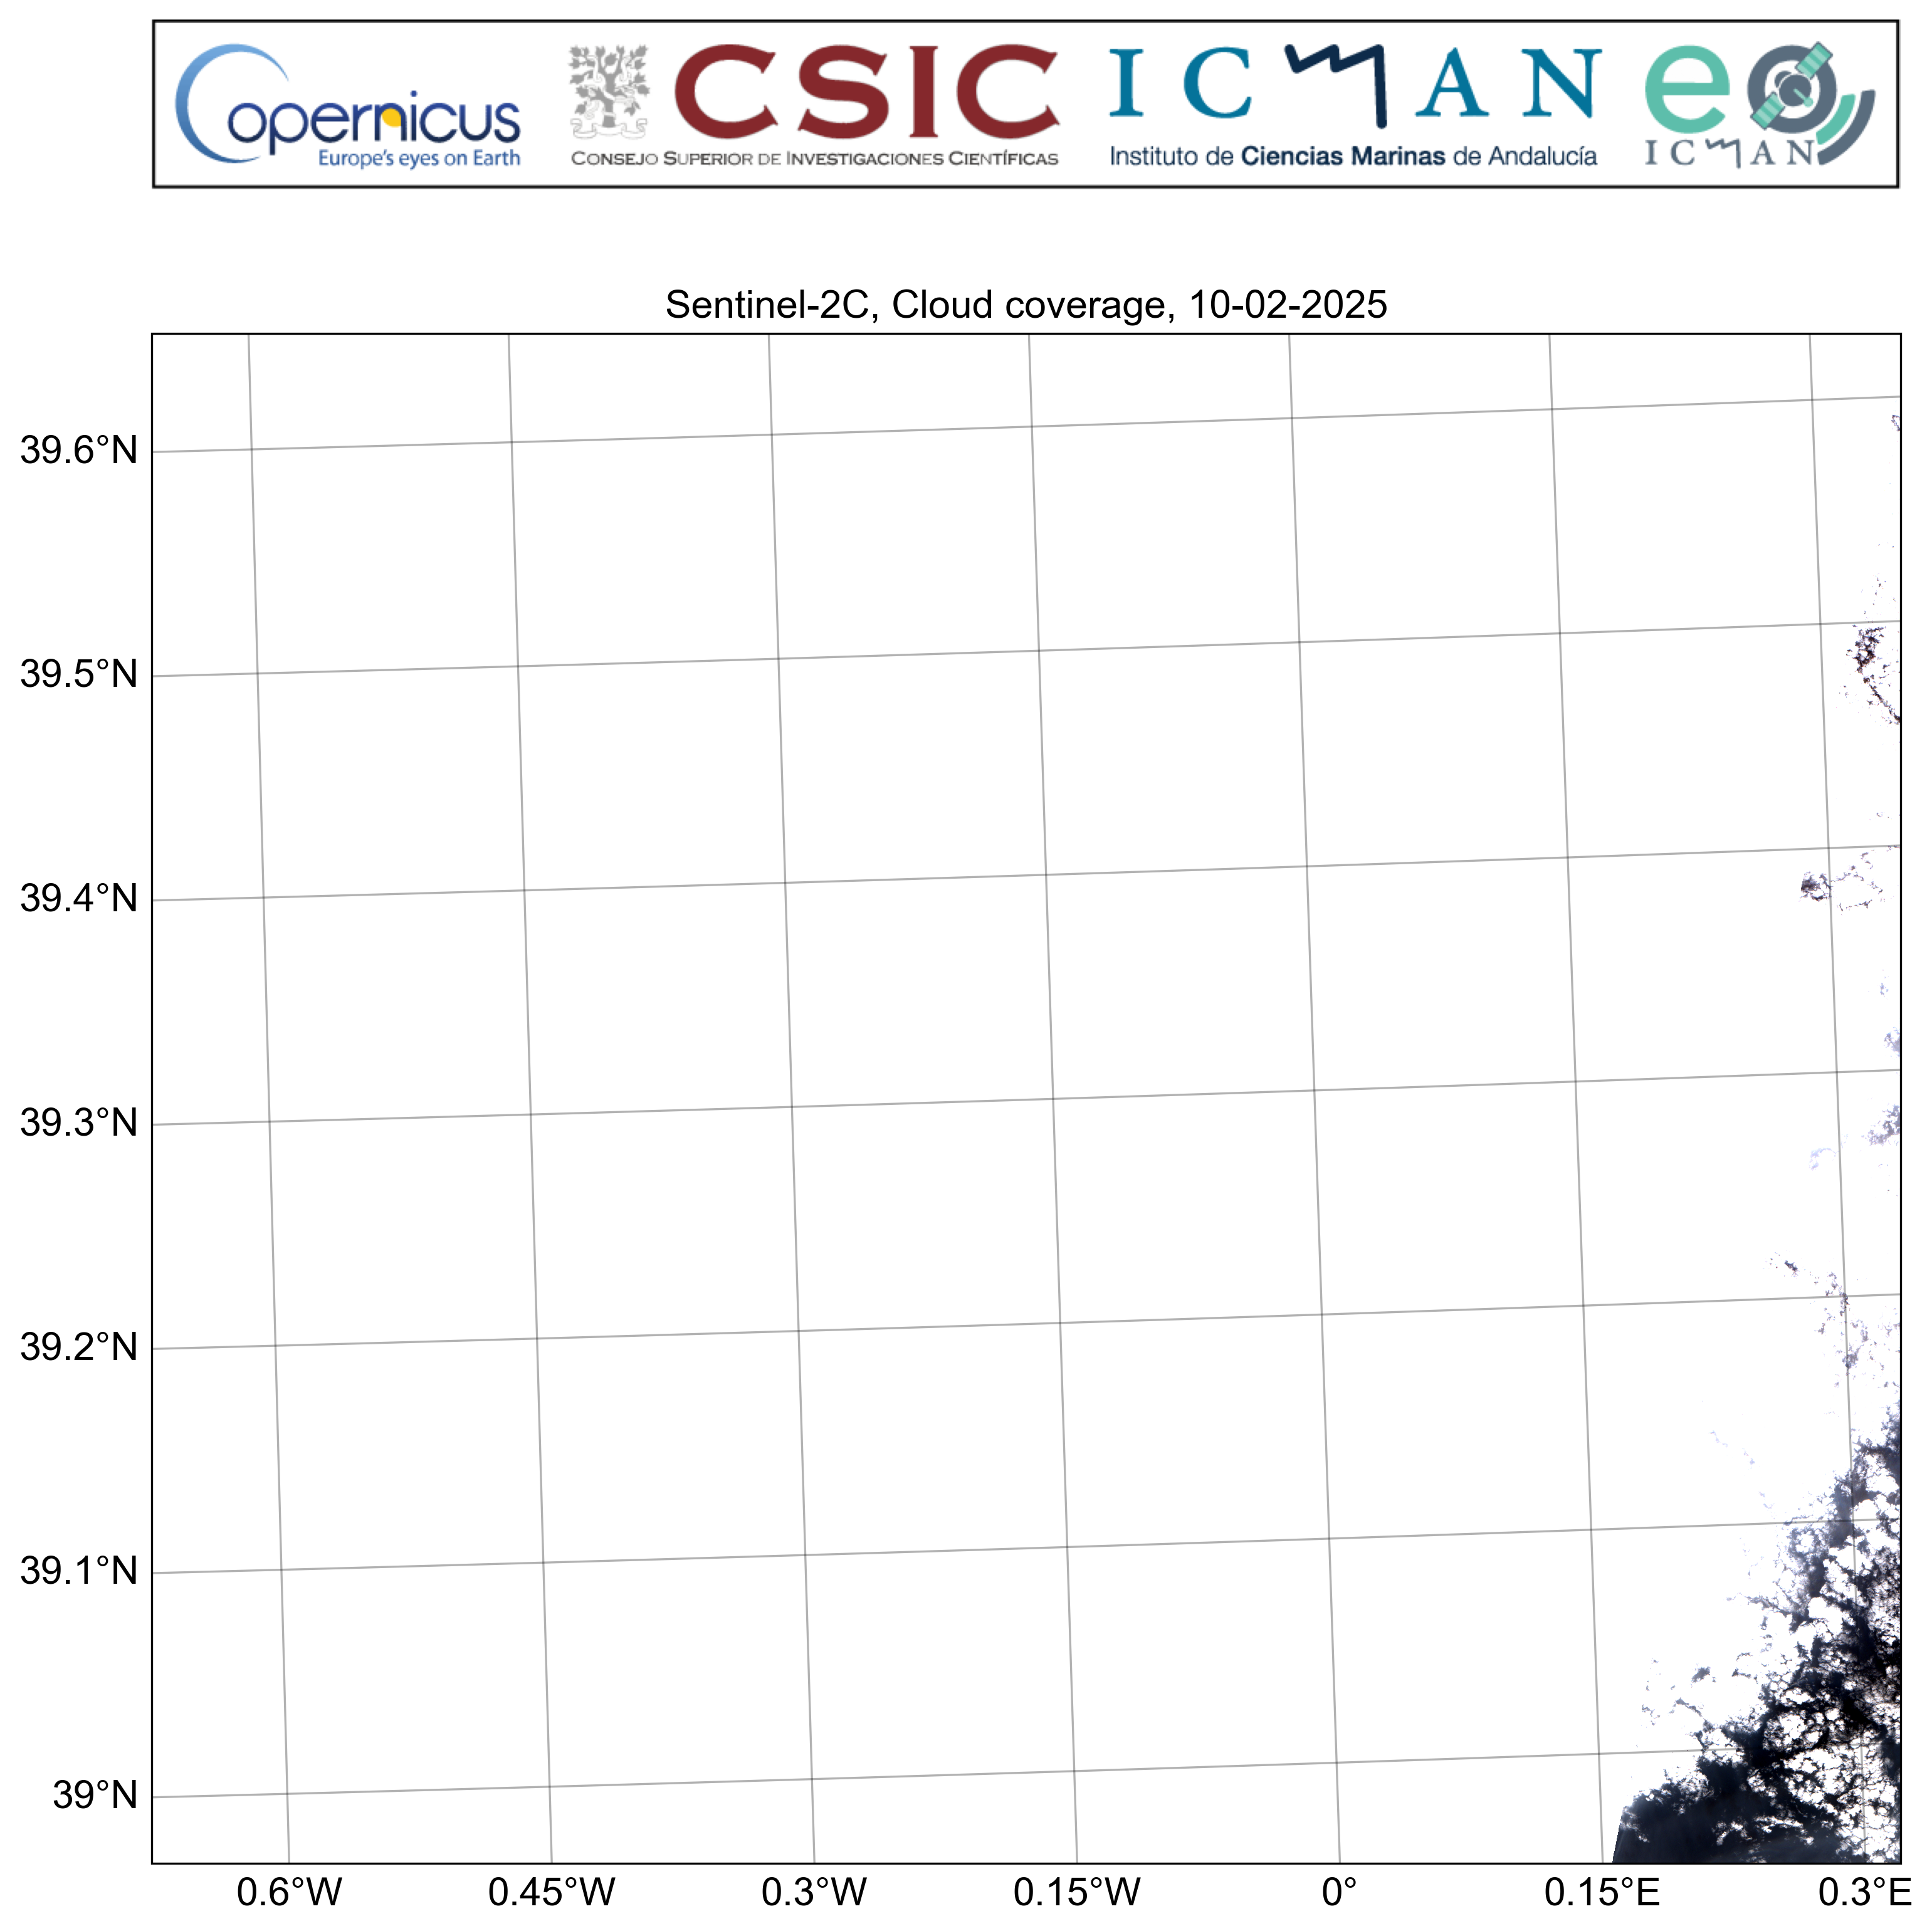 Copernicus
Europe's eyes on Earth
CSIC
CONSEJO SUPERIOR DE INVESTIGACIONES CIENTÍFICAS
ICMAN
Instituto de Ciencias Marinas de Andalucía
eo
ICMAN
Sentinel-2C, Cloud coverage, 10-02-2025
39.6°N
39.5°N
39.4°N
39.3°N
39.2°N
39.1°N
39°N
0.6°W 0.45°W 0.3°W 0.15°W 0° 0.15°E 0.3°E